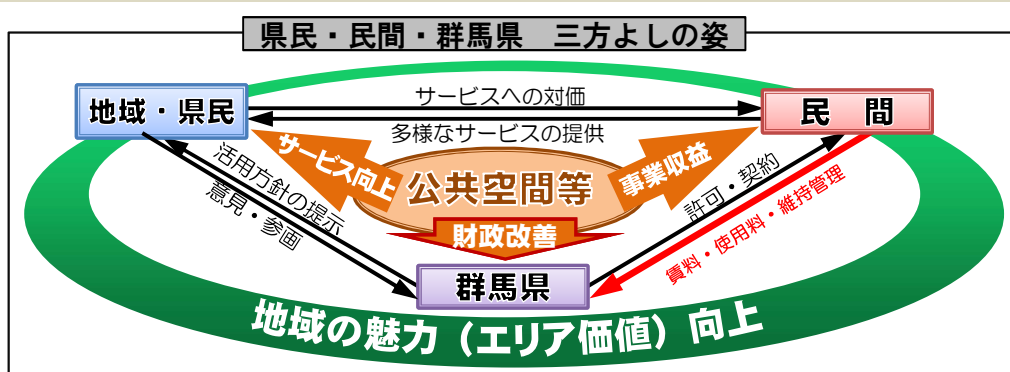 県民・民間・群馬県　三方よしの姿
サービスへの対価
地域・県民
民　間
多様なサービスの提供
サービス向上
公共空間等
事業収益
活用方針の提示
意見・参画
許可・契約
賃料・使用料・維持管理
財政改善
群馬県
地域の魅力（エリア価値）向上